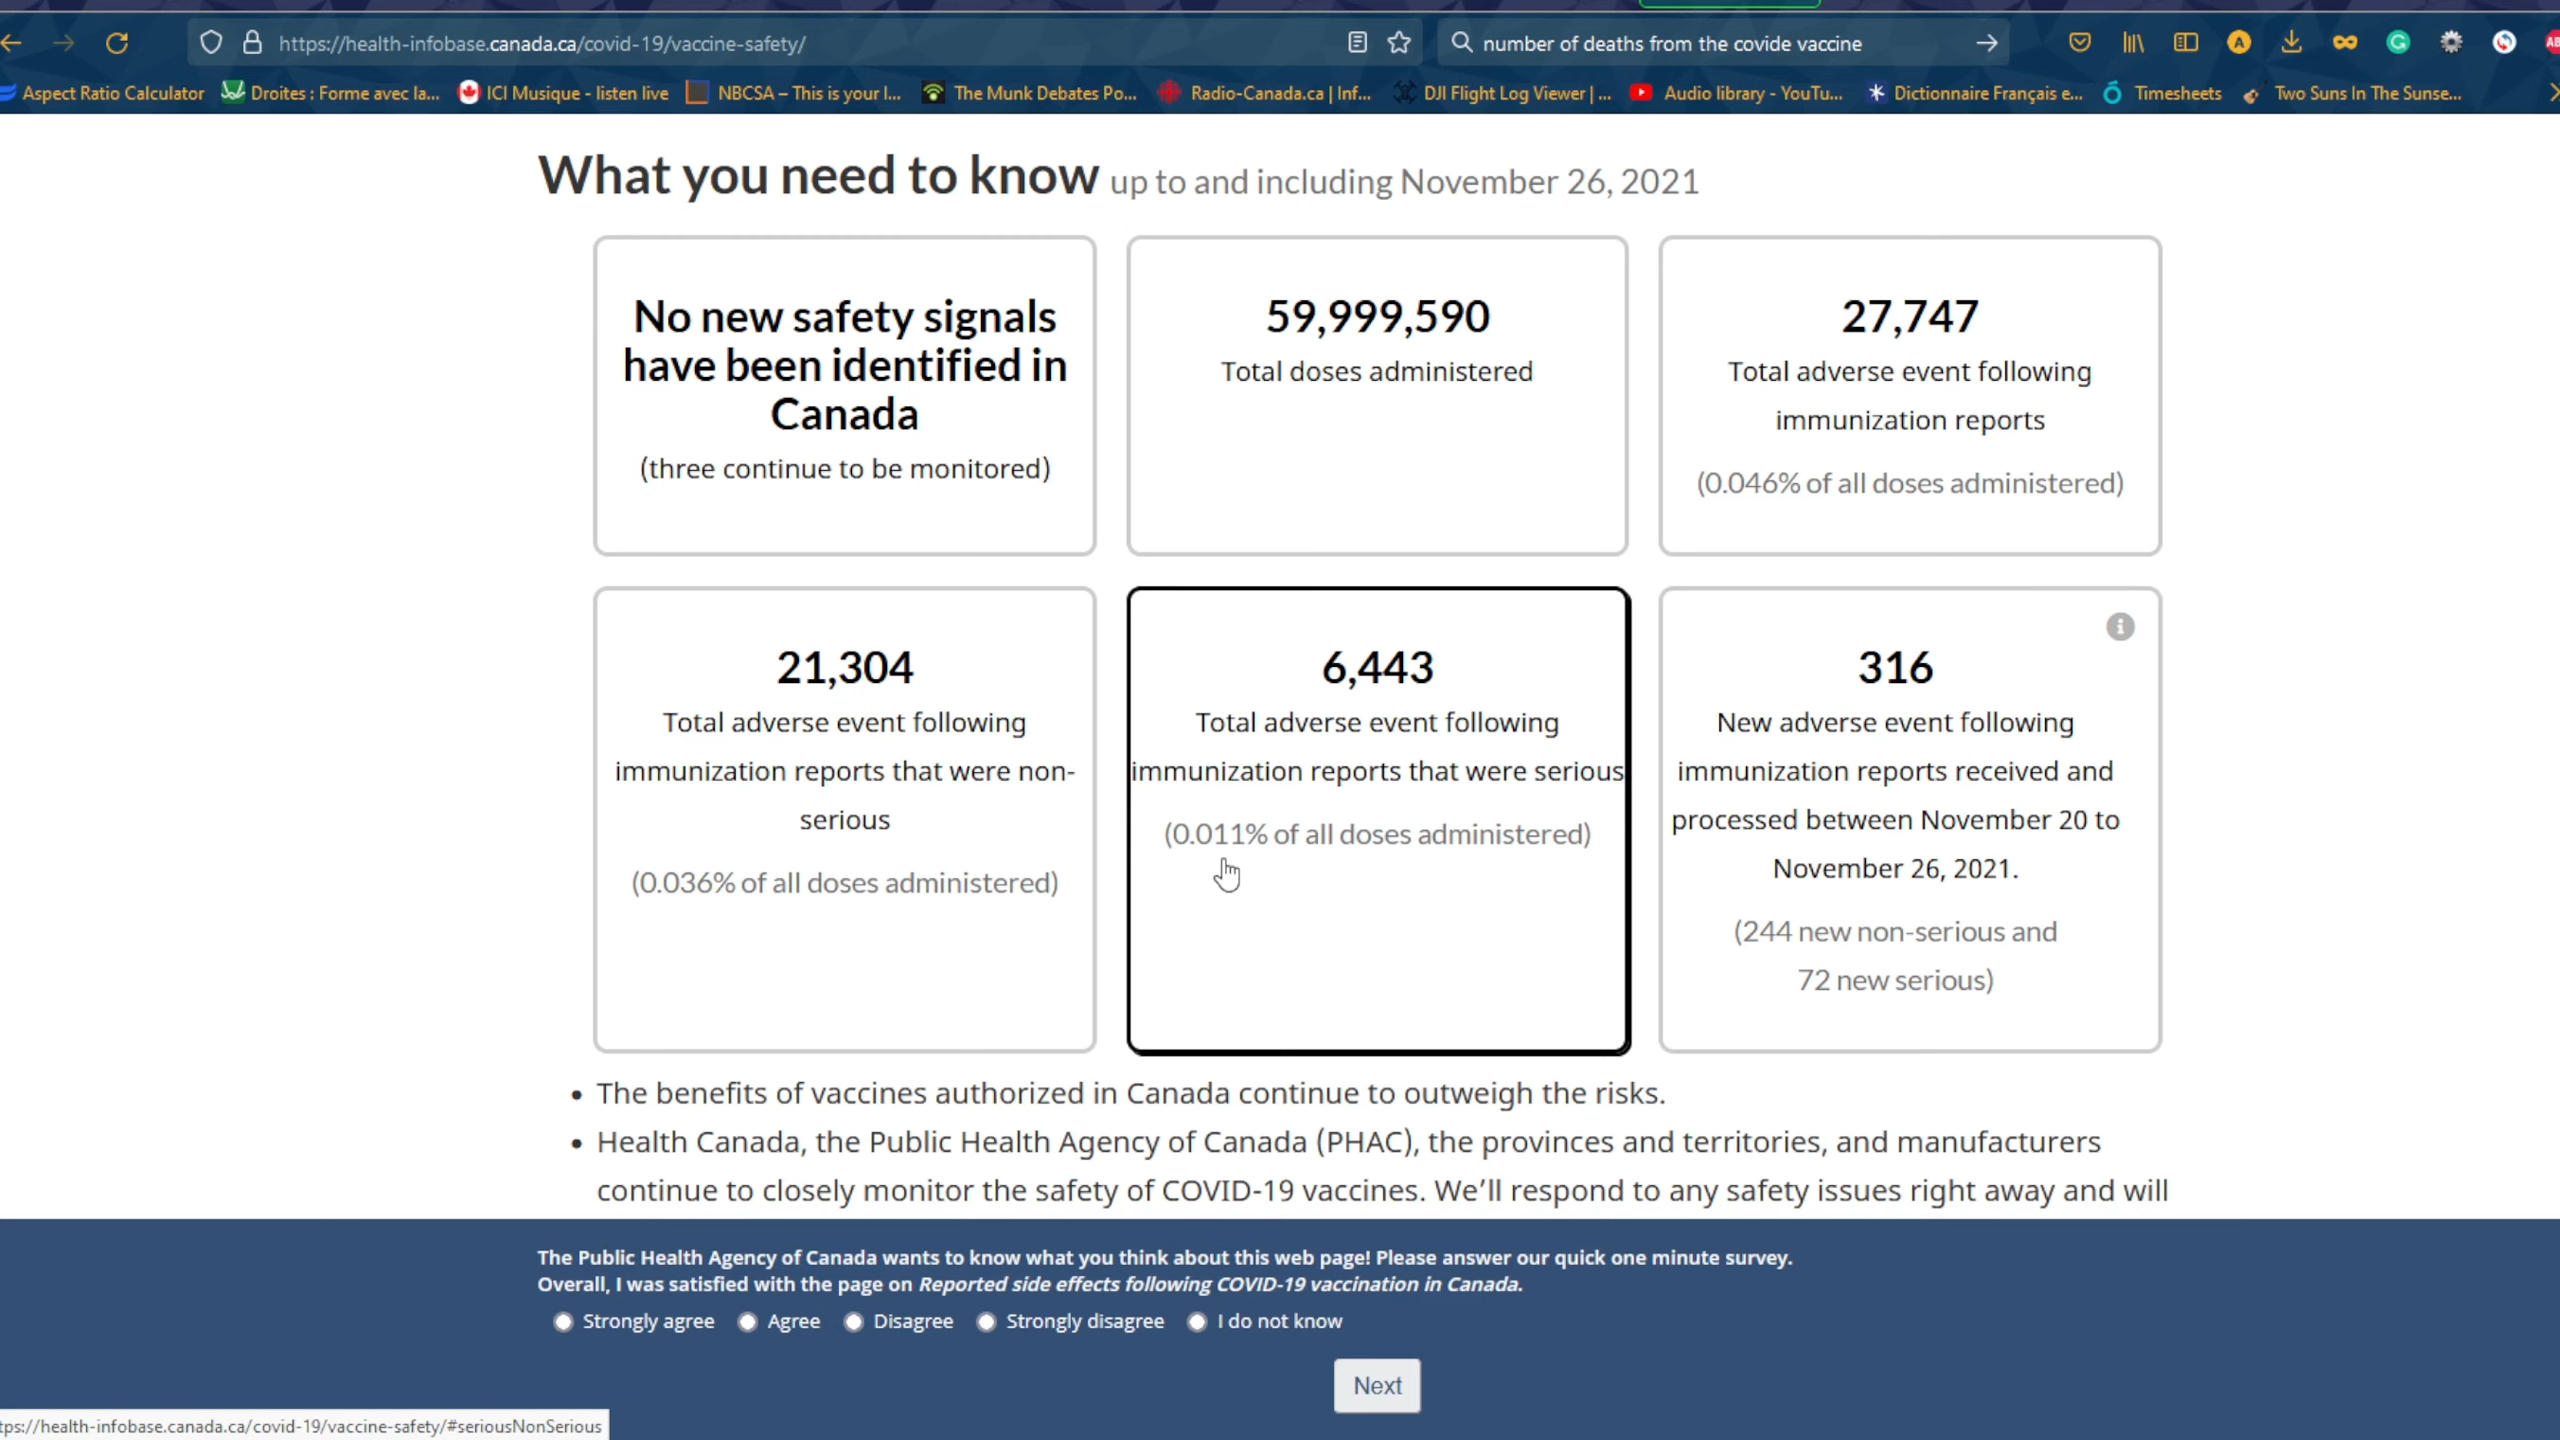 https://health-infobase.canada.ca/covid-19/vaccine-safety/
number of deaths from the covide vaccine
Aspect Ratio Calculator
Droites : Forme avec la...
ICI Musique - listen live
NBCSA – This is your l...
The Munk Debates Po...
Radio-Canada.ca | Inf...
DJI Flight Log Viewer | ...
Audio library - YouTu...
Dictionnaire Français e...
Timesheets
Two Suns In The Sunse...
What you need to know up to and including November 26, 2021
No new safety signals
have been identified in
Canada
(three continue to be monitored)
59,999,590
Total doses administered
27,747
Total adverse event following
immunization reports
(0.046% of all doses administered)
21,304
Total adverse event following
immunization reports that were non-
serious
(0.036% of all doses administered)
6,443
Total adverse event following
immunization reports that were serious
(0.011% of all doses administered)
316
New adverse event following
immunization reports received and
processed between November 20 to
November 26, 2021.
(244 new non-serious and
72 new serious)
• The benefits of vaccines authorized in Canada continue to outweigh the risks.
• Health Canada, the Public Health Agency of Canada (PHAC), the provinces and territories, and manufacturers
continue to closely monitor the safety of COVID-19 vaccines. We'll respond to any safety issues right away and will
The Public Health Agency of Canada wants to know what you think about this web page! Please answer our quick one minute survey.
Overall, I was satisfied with the page on Reported side effects following COVID-19 vaccination in Canada.
Strongly agree Agree Disagree Strongly disagree I do not know
Next
tps://health-infobase.canada.ca/covid-19/vaccine-safety/#seriousNonSerious